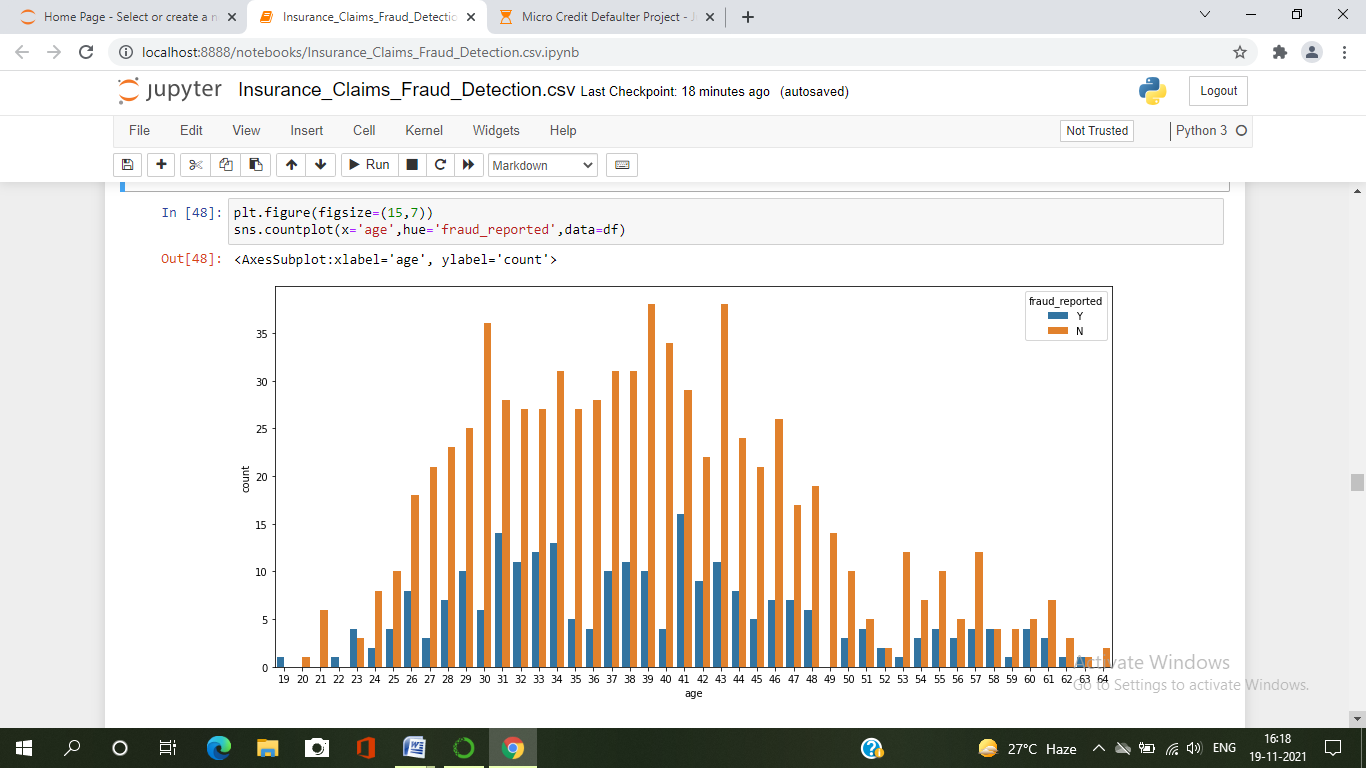 Home Page - Select or create a n
Insurance_Claims_Fraud_Detectio
Micro Credit Defaulter Project - J
localhost:8888/notebooks/Insurance_Claims_Fraud_Detection.csv.ipynb
jupyter Insurance_Claims_Fraud_Detection.csv Last Checkpoint: 18 minutes ago (autosaved)
Logout
File Edit View Insert Cell Kernel Widgets Help
Not Trusted
Python 3
Run
Markdown
In [48]: plt.figure(figsize=(15,7))
sns.countplot(x='age',hue='fraud_reported',data=df)
Out[48]: <AxesSubplot:xlabel='age', ylabel='count'>
fraud_reported
Y
N
35
30
25
20
15
10
5
0
count
19 20 21 22 23 24 25 26 27 28 29 30 31 32 33 34 35 36 37 38 39 40 41 42 43 44 45 46 47 48 49 50 51 52 53 54 55 56 57 58 59 60 61 62 63 64
age
Activate Windows
Go to Settings to activate Windows.
27°C Haze
ENG
16:18
19-11-2021